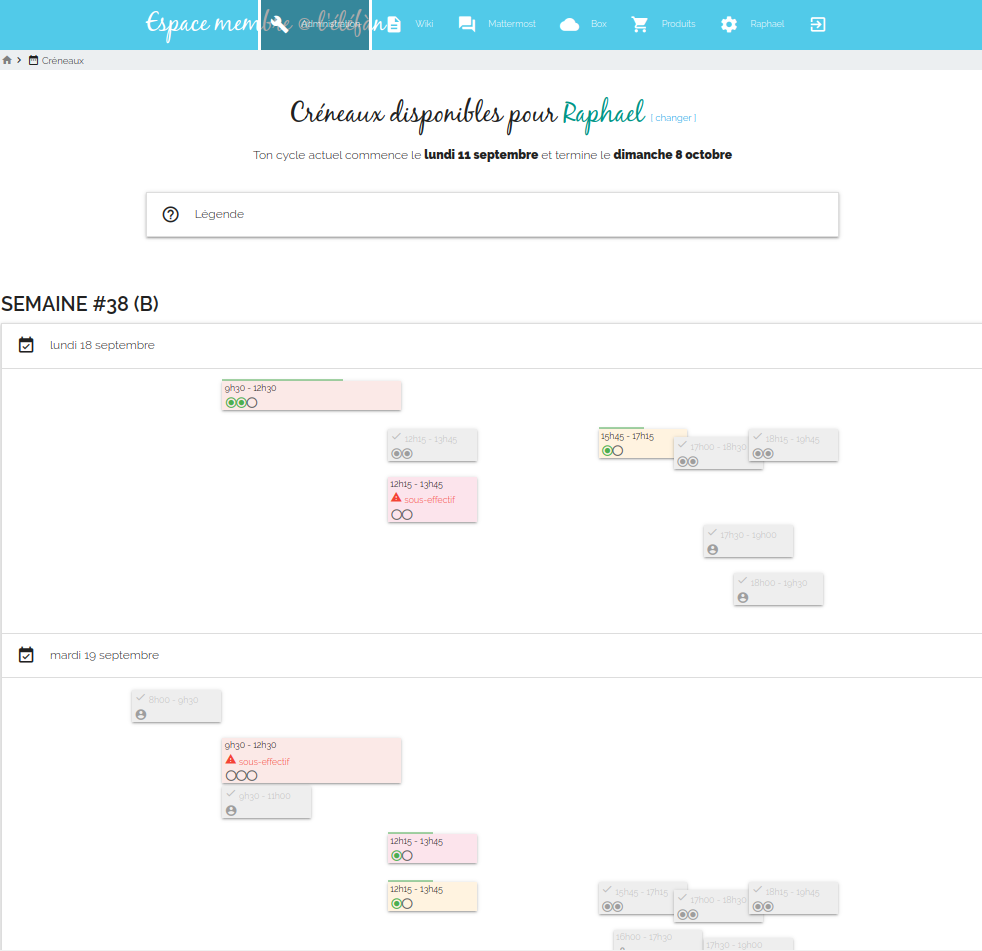 Espace membre @ l'éléfàn
Administration
Wiki
Mattermost
Box
Produits
Raphael
Créneaux
Créneaux disponibles pour Raphael [ changer ]
Ton cycle actuel commence le lundi 11 septembre et termine le dimanche 8 octobre
Légende
SEMAINE #38 (B)
lundi 18 septembre
9h30 - 12h30
12h15 - 13h45
15h45 - 17h15
17h00 - 18h30
18h15 - 19h45
12h15 - 13h45
sous-effectif
17h30 - 19h00
18h00 - 19h30
mardi 19 septembre
8h00 - 9h30
9h30 - 12h30
sous-effectif
9h30 - 11h00
12h15 - 13h45
12h15 - 13h45
15h45 - 17h15
17h00 - 18h30
18h15 - 19h45
16h00 - 17h30
17h30 - 19h00